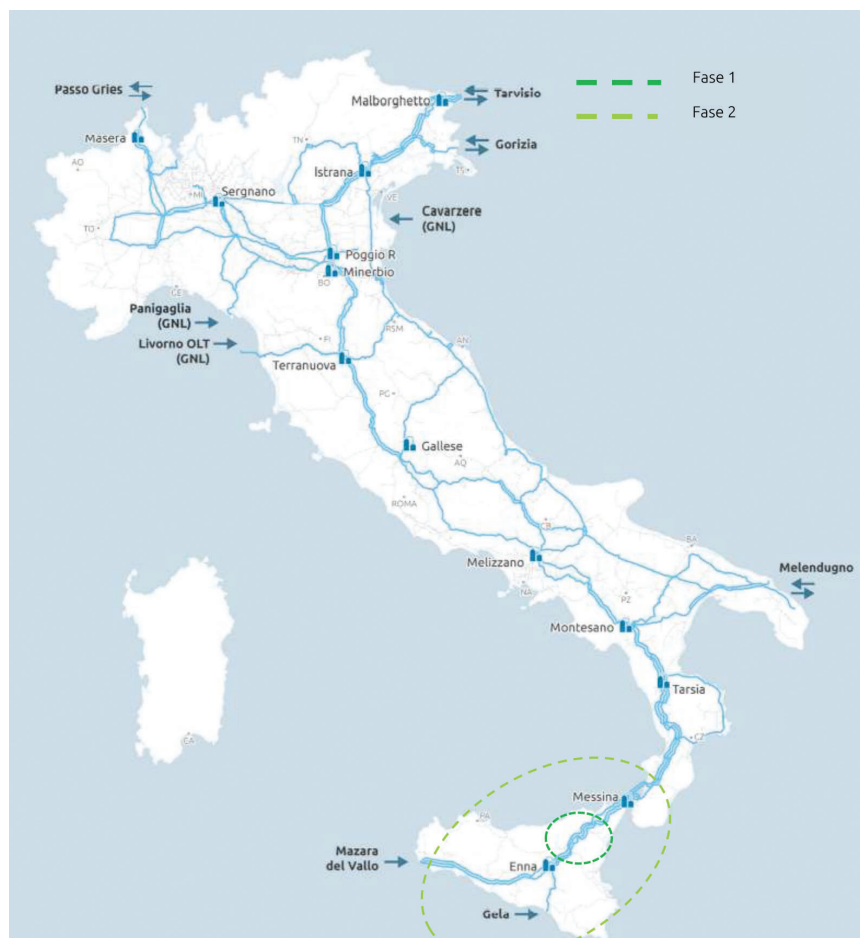 Fase 1
Fase 2
Passo Gries
Tarvisio
Malborghetto
Masera
Gorizia
TN
AO
Istrana
TS
Sergnano
MI
VE
Cavarzere
(GNL)
TO
Poggio R
Minerbio
BO
GE
Panigaglia
(GNL)
RSM
Livorno OLT
(GNL)
FI
AN
Terranuova
PG
Gallese
AQ
ROMA
CB
BA
Melizzano
Melendugno
NA
PZ
Montesano
Tarsia
CZ
CA
Messina
PA
Mazara
del Vallo
Enna
Gela